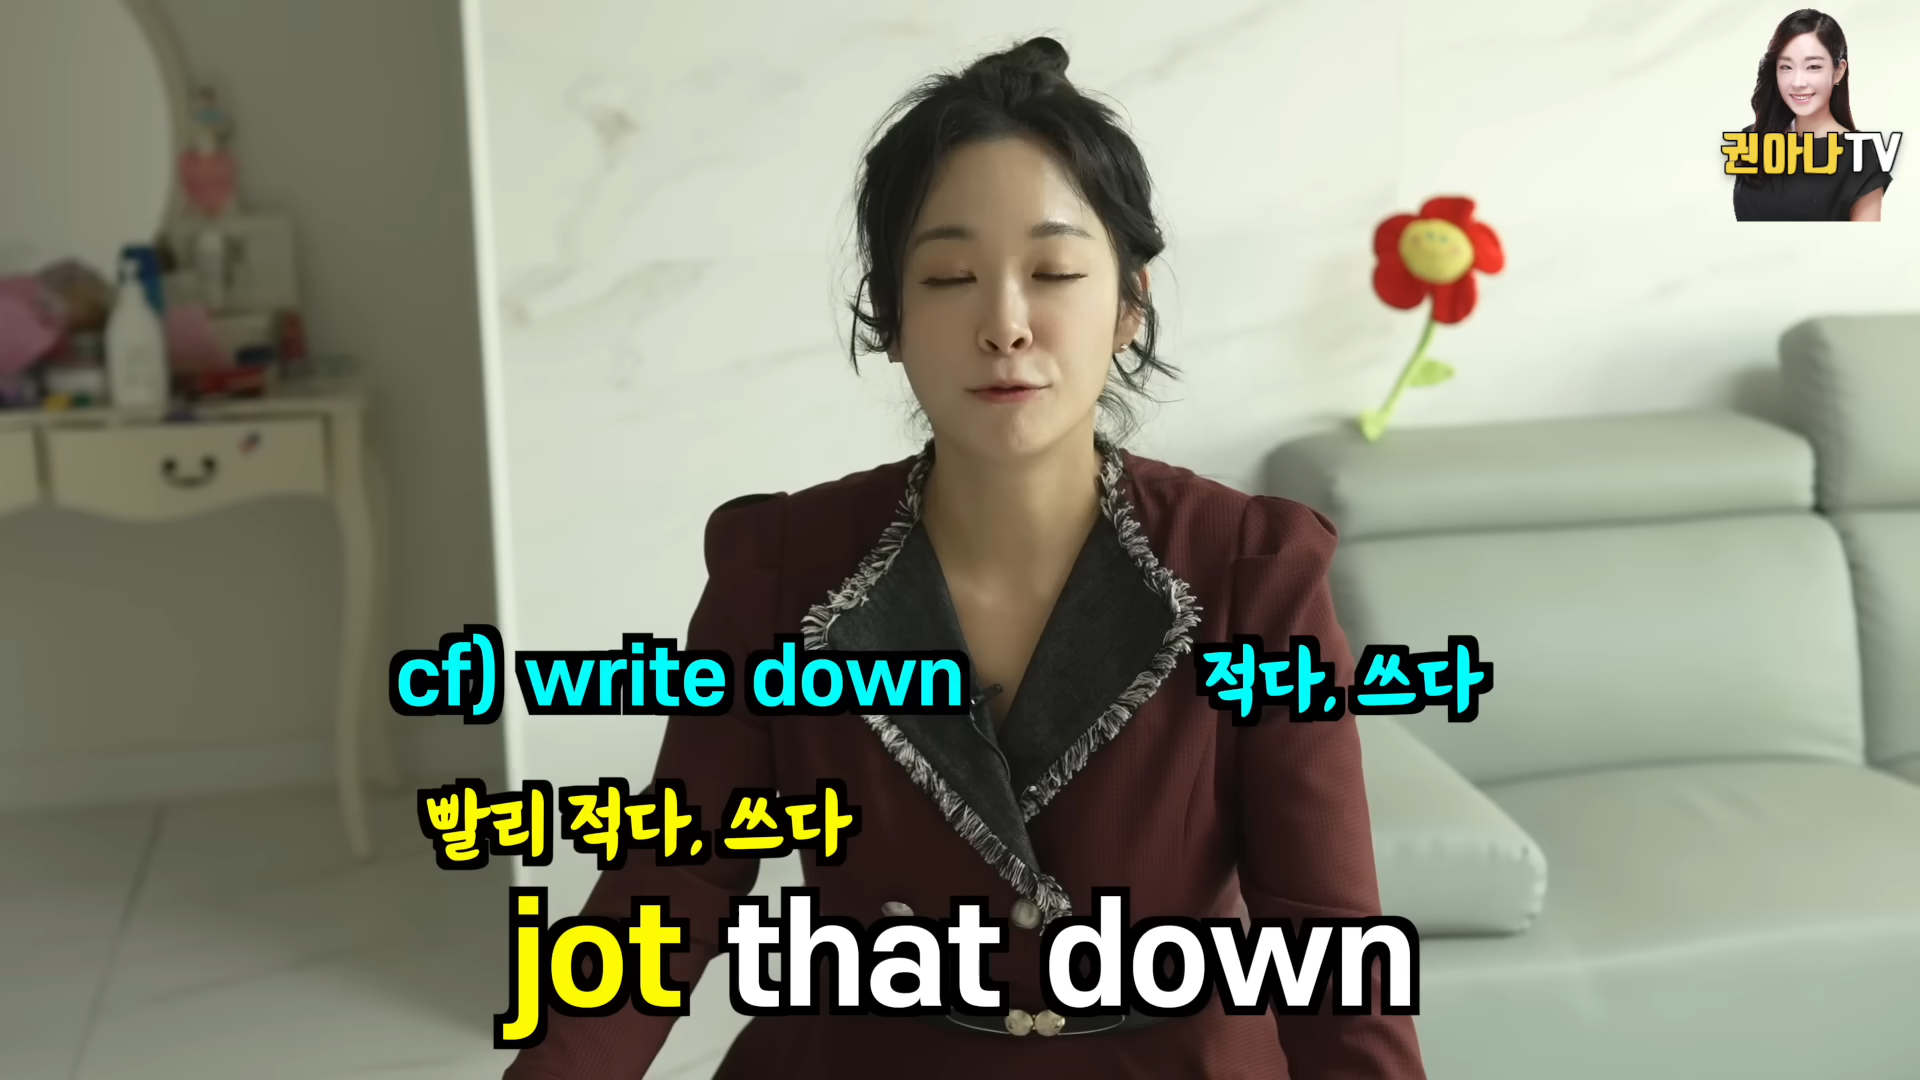 권아나TV
cf) write down 적다, 쓰다
빨리 적다, 쓰다
jot that down